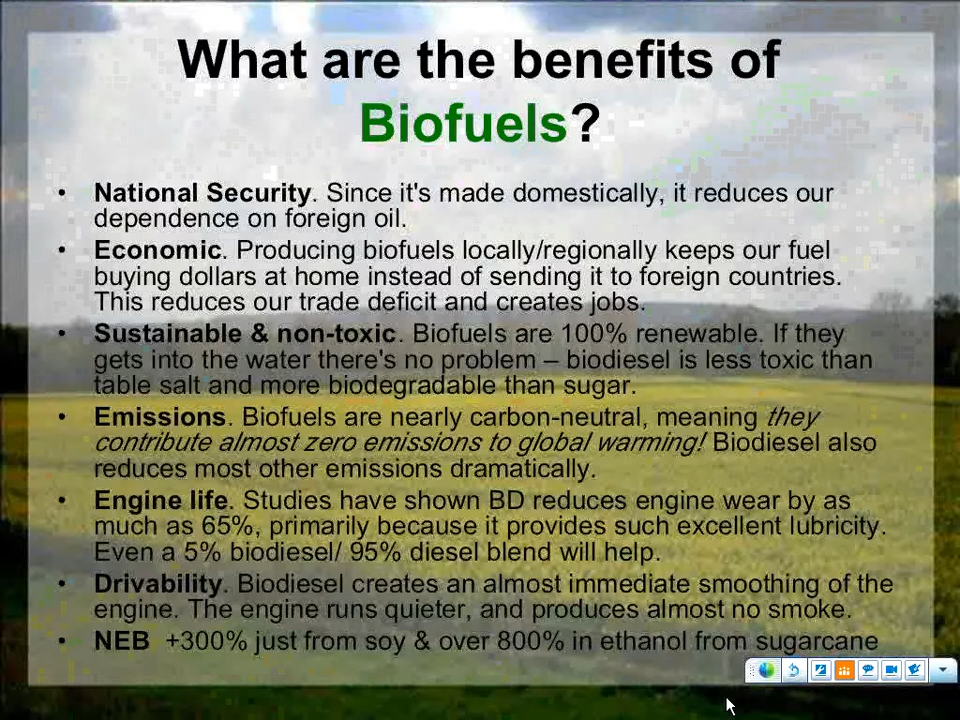 What are the benefits of
Biofuels?
• National Security. Since it's made domestically, it reduces our
dependence on foreign oil.
• Economic. Producing biofuels locally/regionally keeps our fuel
buying dollars at home instead of sending it to foreign countries.
This reduces our trade deficit and creates jobs.
• Sustainable & non-toxic. Biofuels are 100% renewable. If they
gets into the water there's no problem – biodiesel is less toxic than
table salt and more biodegradable than sugar.
• Emissions. Biofuels are nearly carbon-neutral, meaning they
contribute almost zero emissions to global warming! Biodiesel also
reduces most other emissions dramatically.
• Engine life. Studies have shown BD reduces engine wear by as
much as 65%, primarily because it provides such excellent lubricity.
Even a 5% biodiesel/ 95% diesel blend will help.
• Drivability. Biodiesel creates an almost immediate smoothing of the
engine. The engine runs quieter, and produces almost no smoke.
• NEB +300% just from soy & over 800% in ethanol from sugarcane